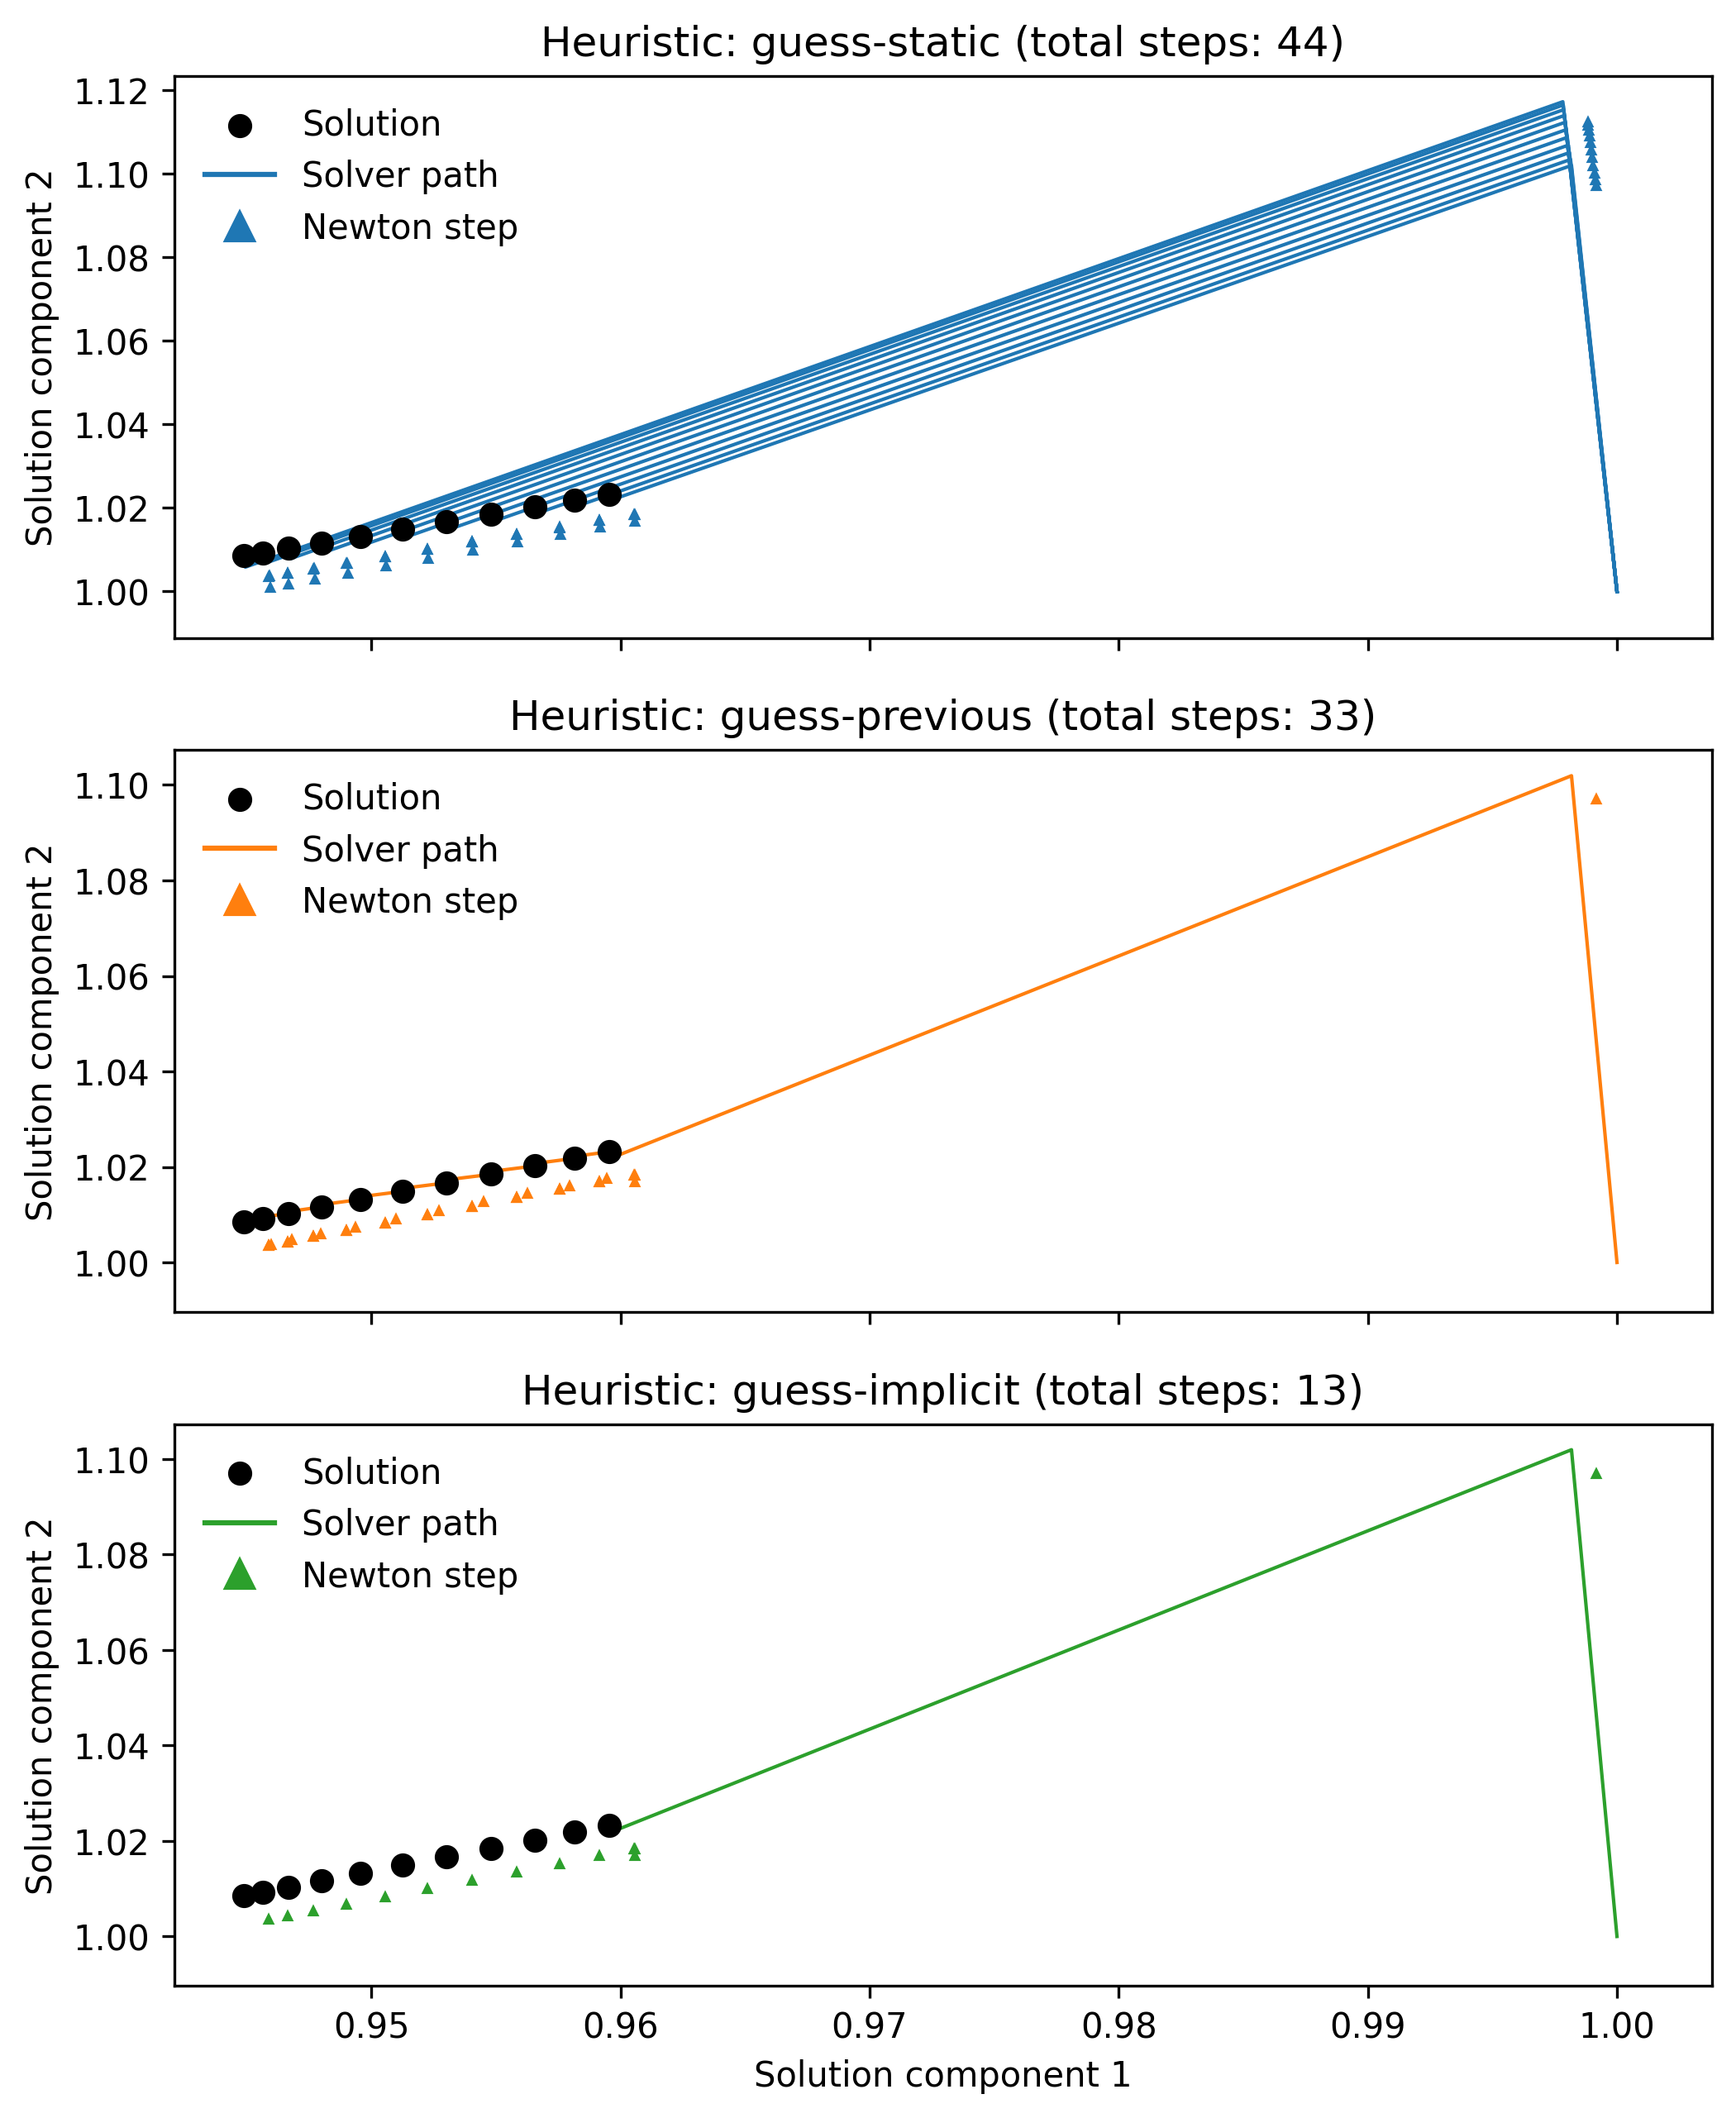 Heuristic: guess-static (total steps: 44)
Solution component 2
1.12
1.10
1.08
1.06
1.04
1.02
1.00
Solution
Solver path
Newton step
Heuristic: guess-previous (total steps: 33)
Solution component 2
1.10
1.08
1.06
1.04
1.02
1.00
Solution
Solver path
Newton step
Heuristic: guess-implicit (total steps: 13)
Solution component 2
1.10
1.08
1.06
1.04
1.02
1.00
Solution
Solver path
Newton step
0.95 0.96 0.97 0.98 0.99 1.00
Solution component 1